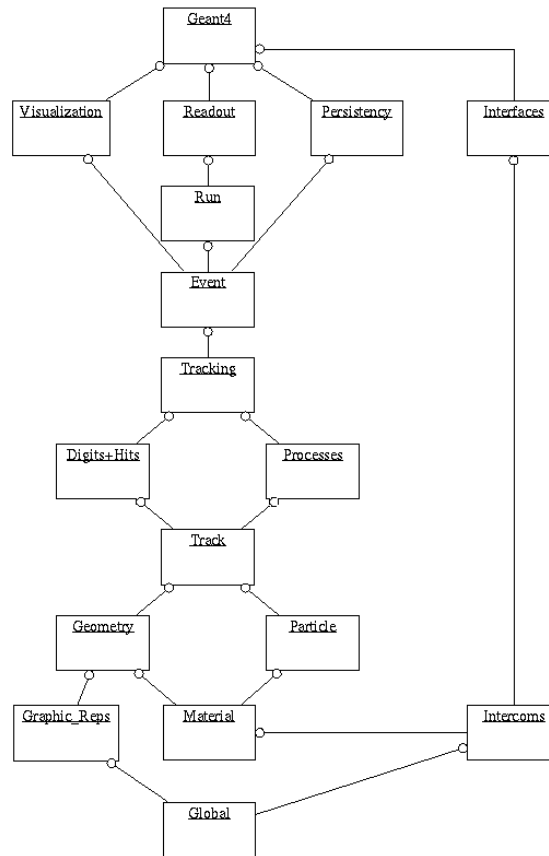 Geant4
Visualization
Readout
Persistency
Interfaces
Run
Event
Tracking
Digits+Hits
Processes
Track
Geometry
Particle
Graphic_Reps
Material
Intercoms
Global